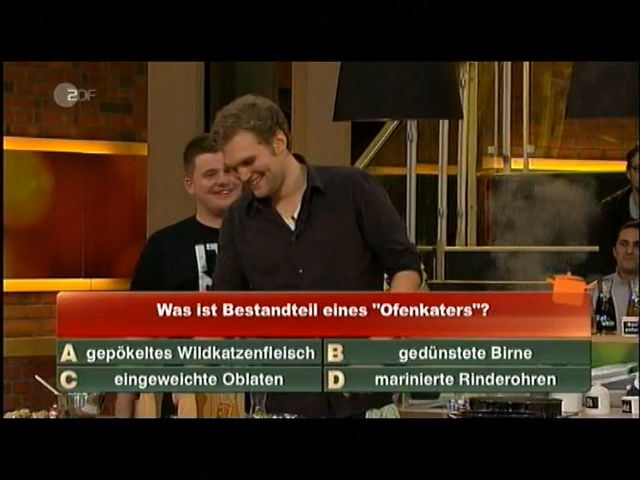 2DF
Was ist Bestandteil eines "Ofenkaters"?
A gepökeltes Wildkatzenfleisch
B gedünstete Birne
C eingeweichte Oblaten
D marinierte Rinderohren